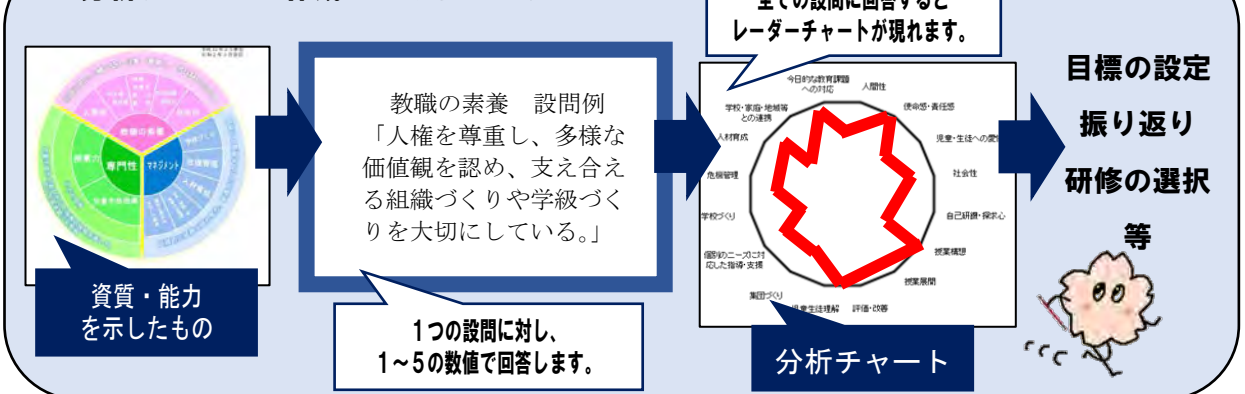 全ての設問に回答すると
レーダーチャートが現れます。
教職の素養
専門性
マネジメント
資質・能力
を示したもの
教職の素養　設問例
「人権を尊重し、多様な
価値観を認め、支え合え
る組織づくりや学級づく
りを大切にしている。」
1つの設問に対し、
1～5の数値で回答します。
今日的な教育課題
への対応
人間性
使命感・責任感
児童・生徒への愛情
社会性
自己研鑽・探求心
授業構想
授業展開
評価・改善
児童生徒理解
集団づくり
個別のニーズに対
応した指導・支援
学校づくり
危機管理
人材育成
学校・家庭・地域等
との連携
分析チャート
目標の設定
振り返り
研修の選択
等